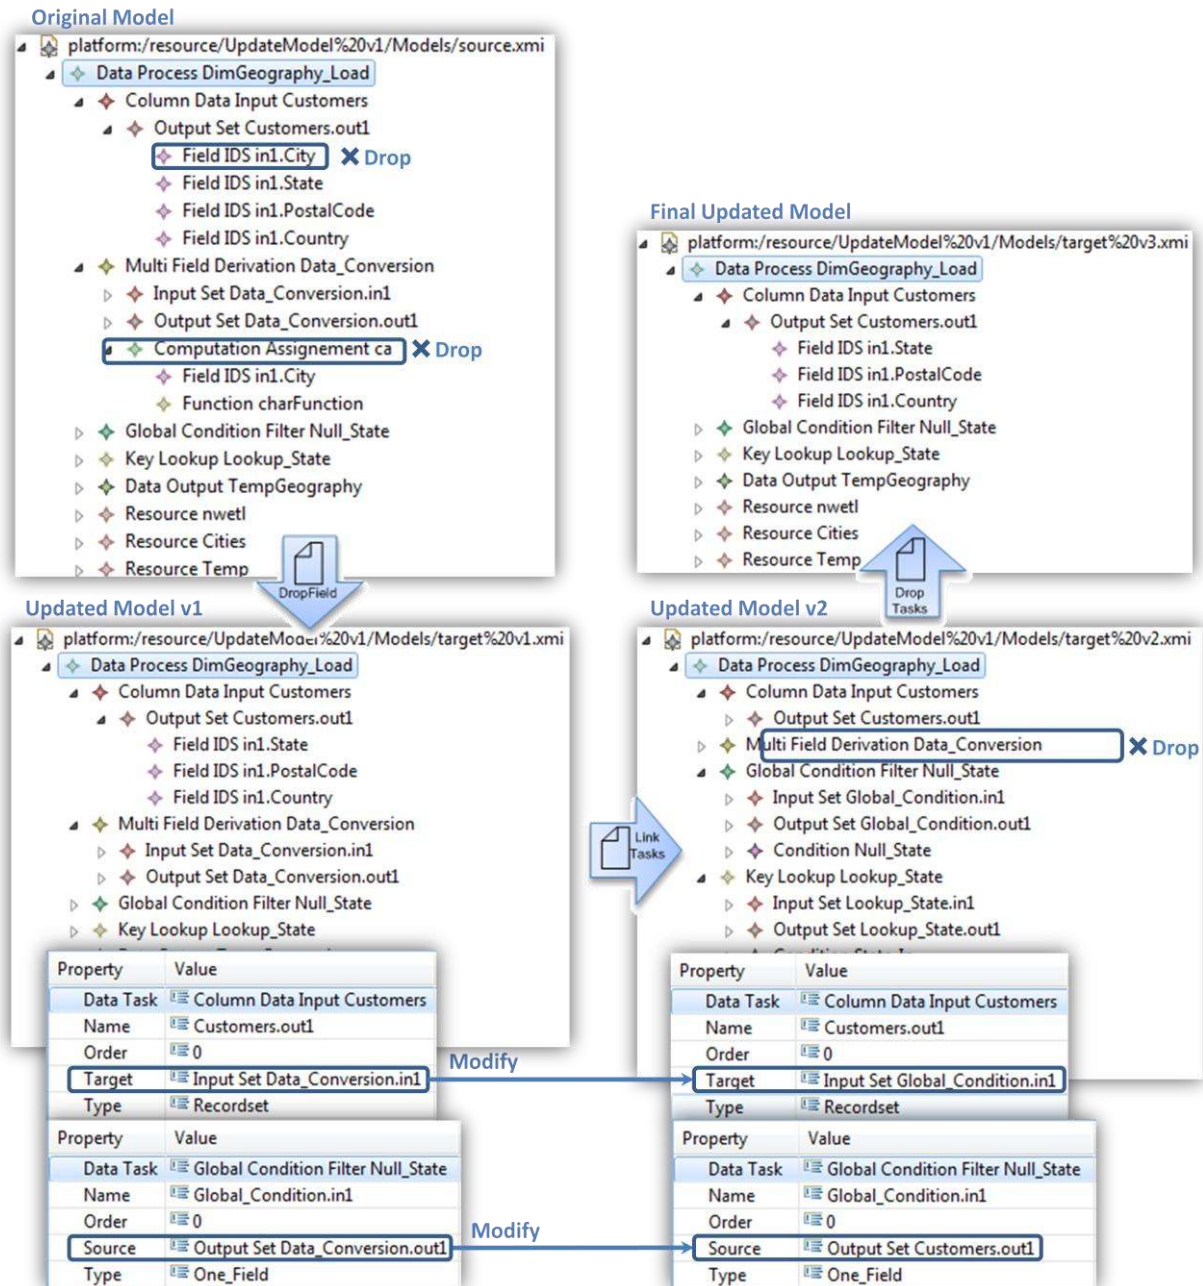 Original Model
platform:/resource/UpdateModel%20v1/Models/source.xmi
Data Process DimGeography_Load
Column Data Input Customers
Output Set Customers.out1
Field IDS in1.City
Drop
Field IDS in1.State
Field IDS in1.PostalCode
Field IDS in1.Country
Multi Field Derivation Data_Conversion
Input Set Data_Conversion.in1
Output Set Data_Conversion.out1
Computation Assignement ca
Drop
Field IDS in1.City
Function charFunction
Global Condition Filter Null_State
Key Lookup Lookup_State
Data Output TempGeography
Resource nwetl
Resource Cities
Resource Temp
DropField
Final Updated Model
platform:/resource/UpdateModel%20v1/Models/target%20v3.xmi
Data Process DimGeography_Load
Column Data Input Customers
Output Set Customers.out1
Field IDS in1.State
Field IDS in1.PostalCode
Field IDS in1.Country
Global Condition Filter Null_State
Key Lookup Lookup_State
Data Output TempGeography
Resource nwetl
Resource Cities
Resource Temp
Drop
Tasks
Updated Model v1
platform:/resource/UpdateModel%20v1/Models/target%20v1.xmi
Data Process DimGeography_Load
Column Data Input Customers
Output Set Customers.out1
Field IDS in1.State
Field IDS in1.PostalCode
Field IDS in1.Country
Multi Field Derivation Data_Conversion
Input Set Data_Conversion.in1
Output Set Data_Conversion.out1
Global Condition Filter Null_State
Key Lookup Lookup_State
Link
Tasks
Updated Model v2
platform:/resource/UpdateModel%20v1/Models/target%20v2.xmi
Data Process DimGeography_Load
Column Data Input Customers
Output Set Customers.out1
Multi Field Derivation Data_Conversion
Drop
Global Condition Filter Null_State
Input Set Global_Condition.in1
Output Set Global_Condition.out1
Condition Null_State
Key Lookup Lookup_State
Input Set Lookup_State.in1
Output Set Lookup_State.out1
Property Value
Data Task Column Data Input Customers
Name Customers.out1
Order 0
Target Input Set Data_Conversion.in1
Type Recordset
Modify
Property Value
Data Task Column Data Input Customers
Name Customers.out1
Order 0
Target Input Set Global_Condition.in1
Type Recordset
Property Value
Data Task Global Condition Filter Null_State
Name Global_Condition.in1
Order 0
Source Output Set Data_Conversion.out1
Type One_Field
Modify
Property Value
Data Task Global Condition Filter Null_State
Name Global_Condition.in1
Order 0
Source Output Set Customers.out1
Type One_Field